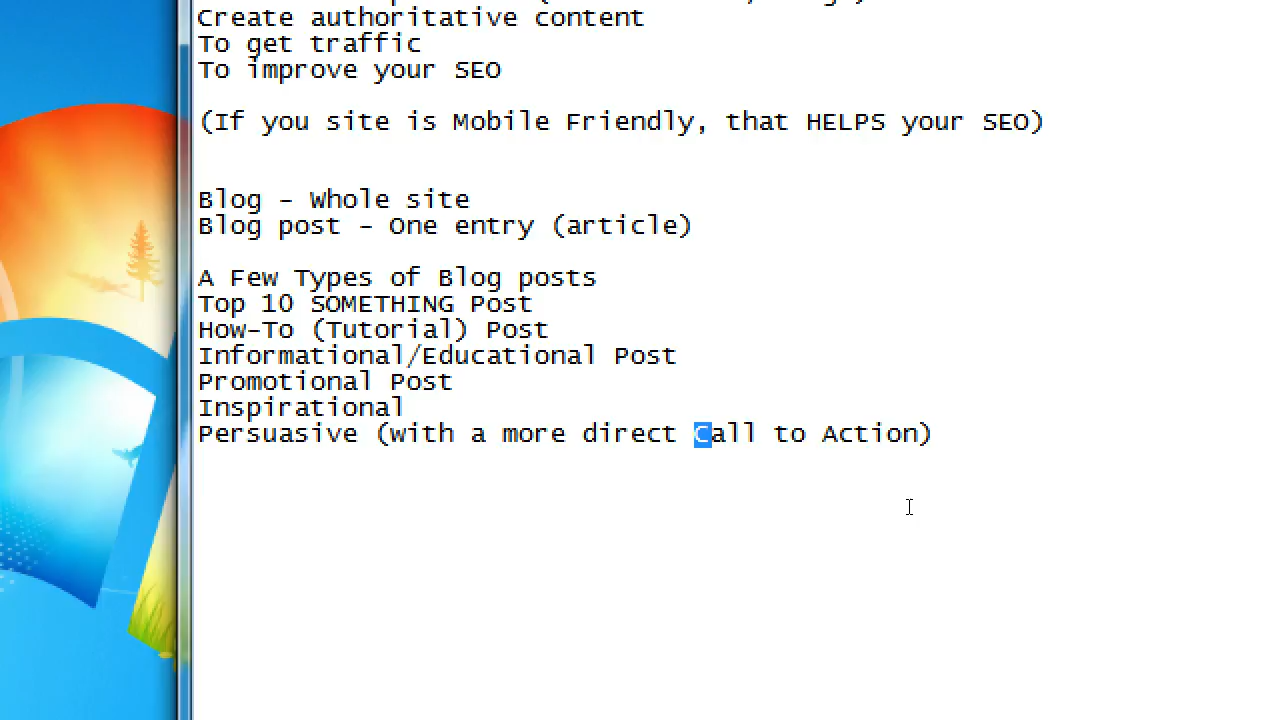 Create authoritative content
To get traffic
To improve your SEO
(If you site is Mobile Friendly, that HELPS your SEO)
Blog - Whole site
Blog post - One entry (article)
A Few Types of Blog posts
Top 10 SOMETHING Post
How-To (Tutorial) Post
Informational/Educational Post
Promotional Post
Inspirational
Persuasive (with a more direct Call to Action)